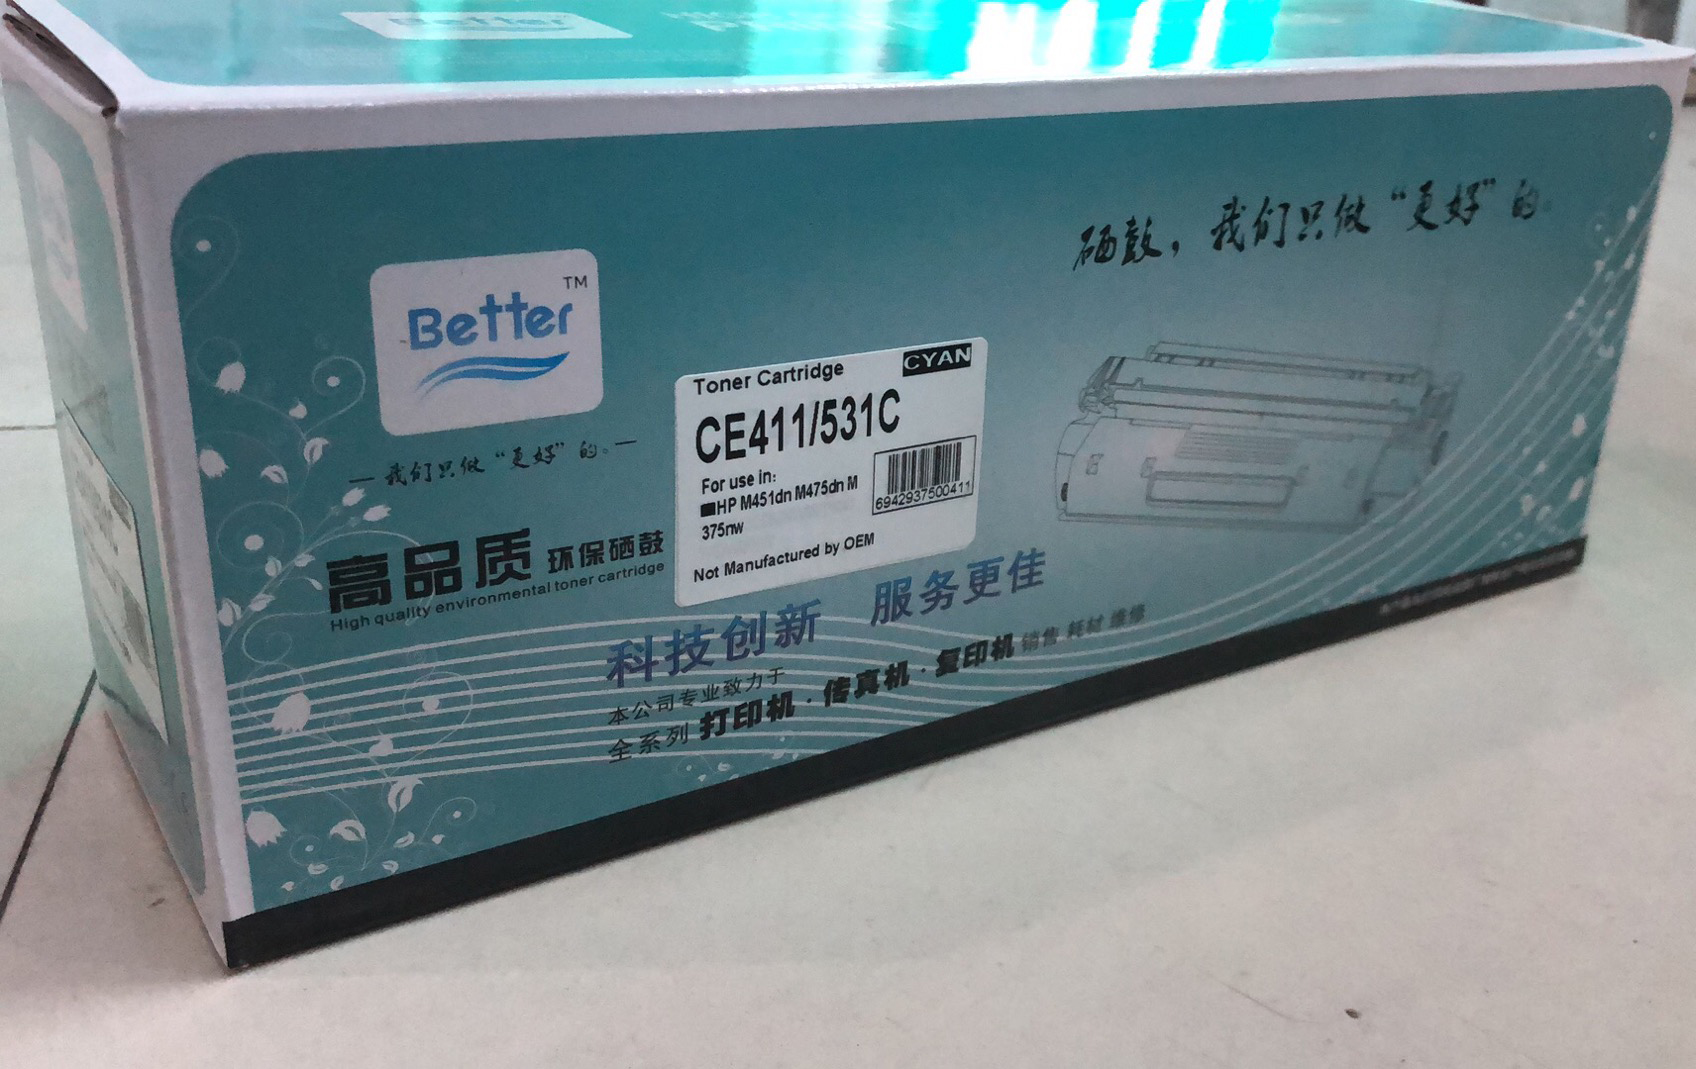 Better
硒鼓，我们只做“更好”的
Better TM
— 我们只做“更好”的。—
Toner Cartridge CYAN
CE411/531C
For use in:
■HP M451dn M475dn M
375nw
6942937500411
Not Manufactured by OEM
高品质 环保硒鼓
High quality environmental toner cartridge
科技创新 服务更佳
本公司专业致力于
全系列 打印机·传真机·复印机 销售 耗材 维修